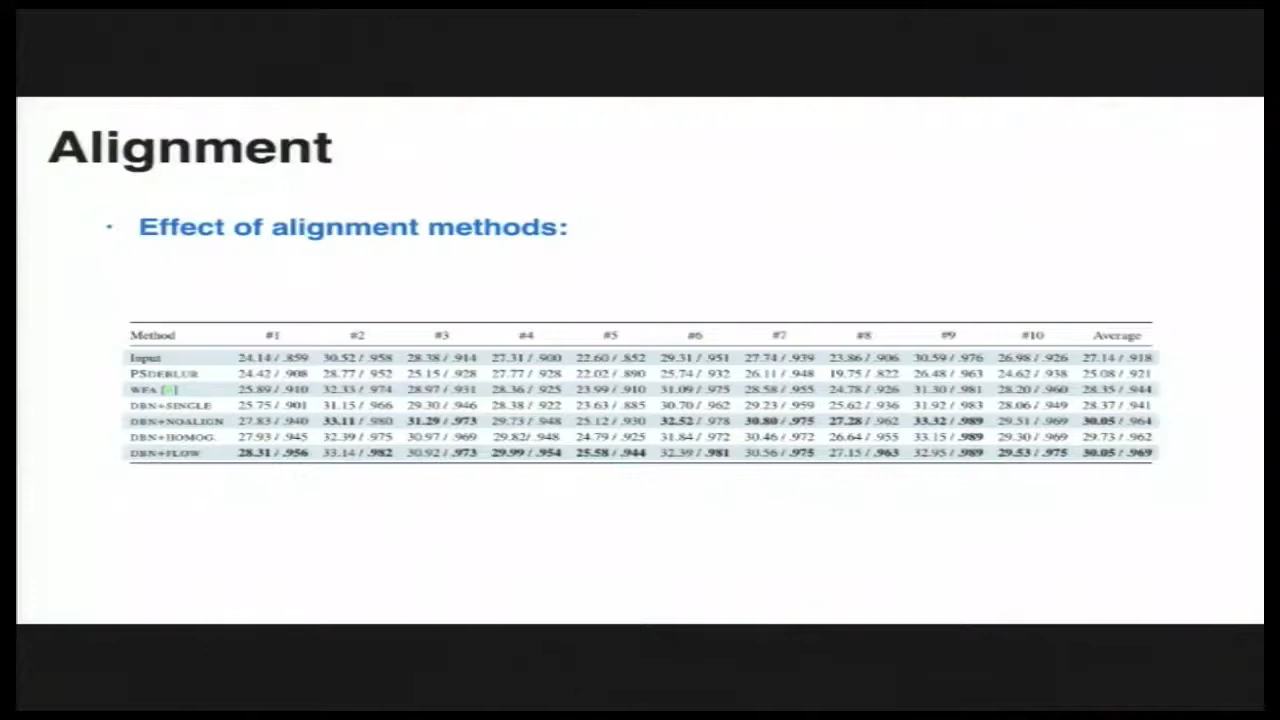 Alignment
· Effect of alignment methods:
Method #1 #2 #3 #4 #5 #6 #7 #8 #9 #10 Average
Input 24.14 / .859 30.52 / .958 28.38 / .914 27.31 / .900 22.60 / .852 29.31 / .951 27.74 / .939 23.86 / .906 30.59 / .976 26.98 / .926 27.14 / .918
PSDEBLUR 24.42 / .908 28.77 / .952 25.15 / .928 27.77 / .928 22.02 / .890 25.74 / .932 26.11 / .948 19.75 / .822 26.48 / .963 24.62 / .938 25.08 / .921
WFA 25.89 / .910 32.33 / .974 28.97 / .931 28.36 / .925 23.99 / .910 31.09 / .975 28.58 / .955 24.78 / .926 31.30 / .981 28.20 / .960 28.35 / .944
DBN+SINGLE 25.75 / .901 31.15 / .966 29.30 / .946 28.38 / .922 23.63 / .885 30.70 / .962 29.23 / .959 25.62 / .936 31.92 / .983 28.06 / .949 28.37 / .941
DBN+NOALIGN 27.83 / .940 33.11 / .980 31.29 / .973 29.73 / .948 25.12 / .930 32.52 / .978 30.80 / .975 27.28 / .962 33.32 / .989 29.51 / .969 30.05 / .964
DBN+HOMOG. 27.93 / .945 32.39 / .975 30.97 / .969 29.82 / .948 24.79 / .925 31.84 / .972 30.46 / .972 26.64 / .955 33.15 / .989 29.30 / .969 29.73 / .962
DBN+FLOW 28.31 / .956 33.14 / .982 30.92 / .973 29.99 / .954 25.58 / .944 32.39 / .981 30.56 / .975 27.15 / .963 32.95 / .989 29.53 / .975 30.05 / .969